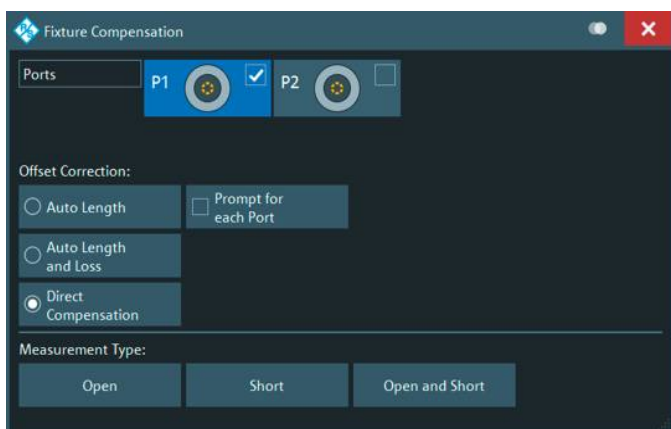 Fixture Compensation
Ports
P1
P2
Offset Correction:
Auto Length
Prompt for
each Port
Auto Length
and Loss
Direct
Compensation
Measurement Type:
Open
Short
Open and Short